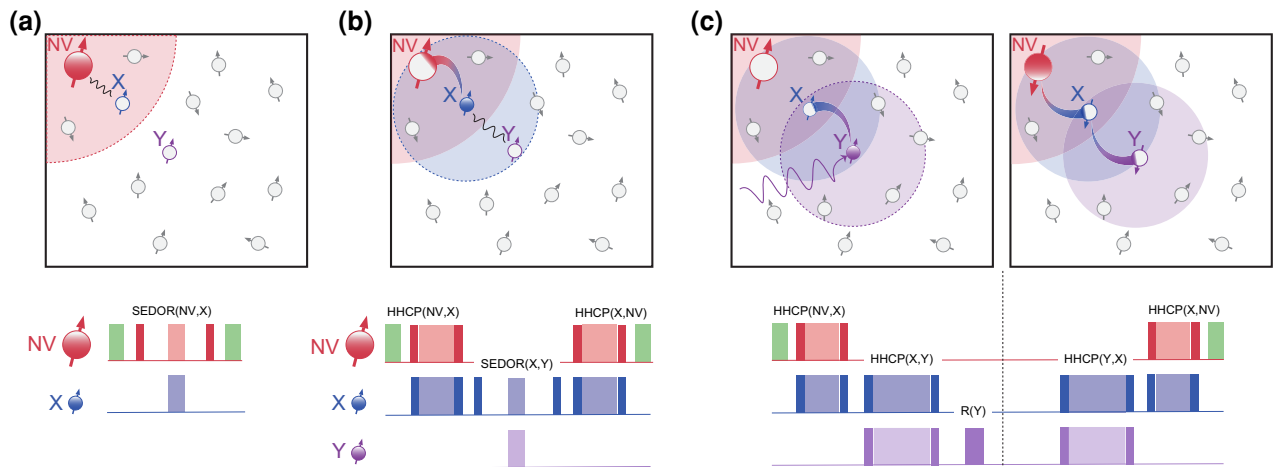 (a)
NV
X
Y
SEDOR(NV,X)
NV
X
(b)
NV
X
Y
HHCP(NV,X)
HHCP(X,NV)
SEDOR(X,Y)
NV
X
Y
(c)
NV
X
Y
NV
X
Y
HHCP(NV,X)
HHCP(X,NV)
HHCP(X,Y)
HHCP(Y,X)
R(Y)